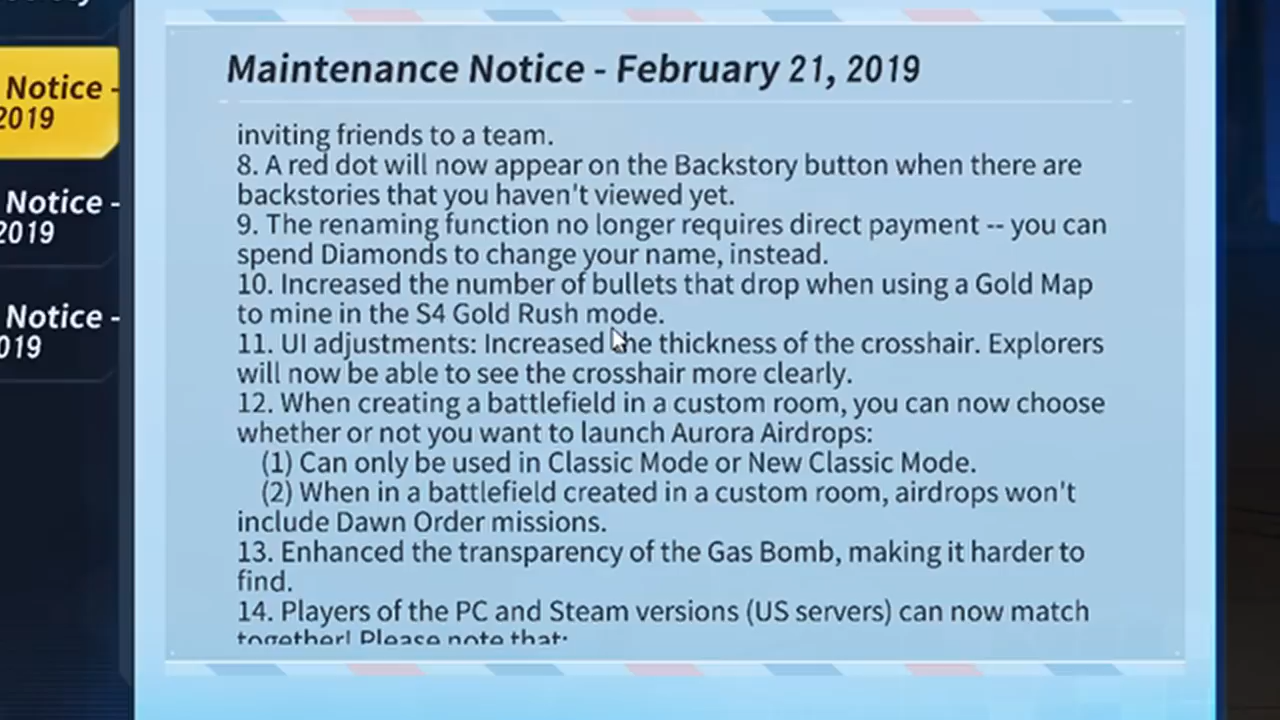 Notice -
2019
Notice -
2019
Notice -
019
Maintenance Notice - February 21, 2019
inviting friends to a team.
8. A red dot will now appear on the Backstory button when there are
backstories that you haven't viewed yet.
9. The renaming function no longer requires direct payment -- you can
spend Diamonds to change your name, instead.
10. Increased the number of bullets that drop when using a Gold Map
to mine in the S4 Gold Rush mode.
11. UI adjustments: Increased the thickness of the crosshair. Explorers
will now be able to see the crosshair more clearly.
12. When creating a battlefield in a custom room, you can now choose
whether or not you want to launch Aurora Airdrops:
(1) Can only be used in Classic Mode or New Classic Mode.
(2) When in a battlefield created in a custom room, airdrops won't
include Dawn Order missions.
13. Enhanced the transparency of the Gas Bomb, making it harder to
find.
14. Players of the PC and Steam versions (US servers) can now match
together! Please note that: